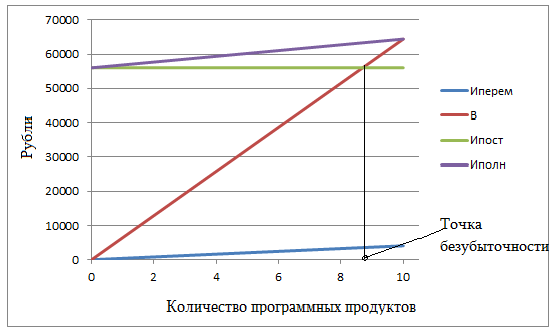 70000
60000
50000
40000
30000
20000
10000
0
Рубли
0 2 4 6 8 10
Количество программных продуктов
Иперем
В
Ипост
Иполн
Точка
безубыточности